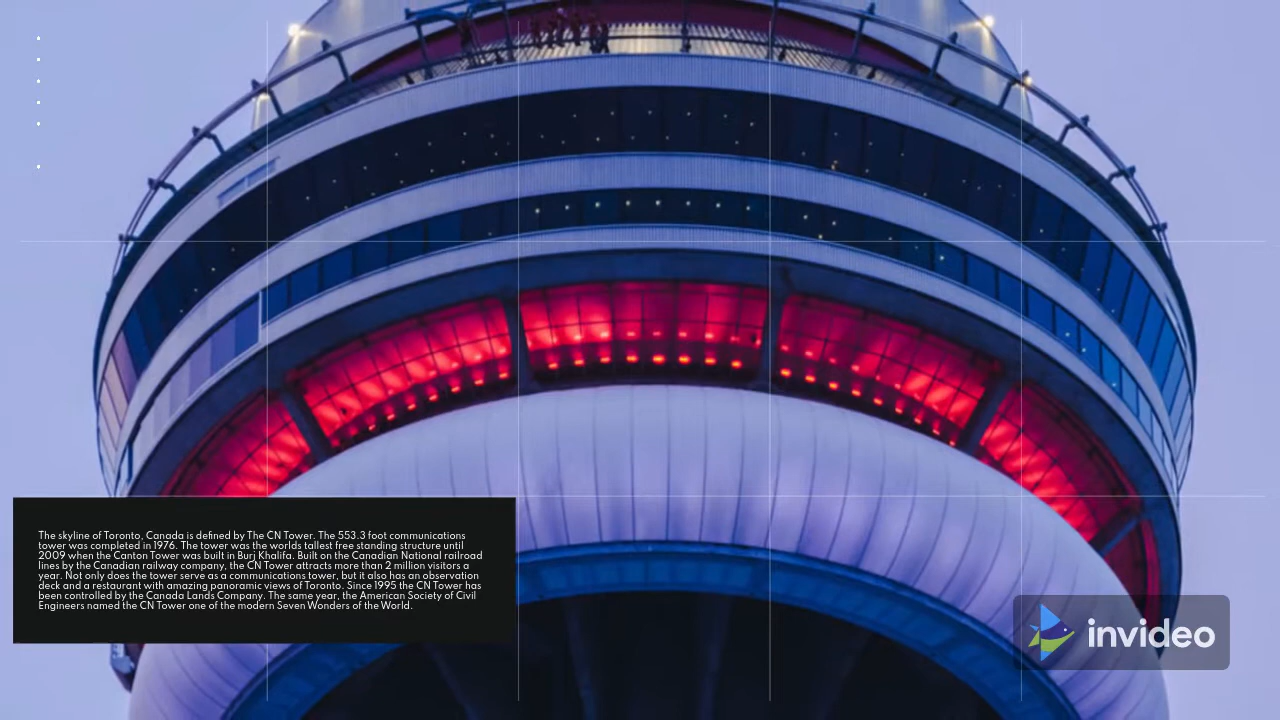 The skyline of Toronto, Canada is defined by The CN Tower. The 553.3 foot communications
tower was completed in 1976. The tower was the worlds tallest free standing structure until
2009 when the Canton Tower was built in Burj Khalifa. Built on the Canadian National railroad
lines by the Canadian railway company, the CN Tower attracts more than 2 million visitors a
year. Not only does the tower serve as a communications tower, but it also has an observation
deck and a restaurant with amazing panoramic views of Toronto. Since 1995 the CN Tower has
been controlled by the Canada Lands Company. The same year, the American Society of Civil
Engineers named the CN Tower one of the modern Seven Wonders of the World.
invideo